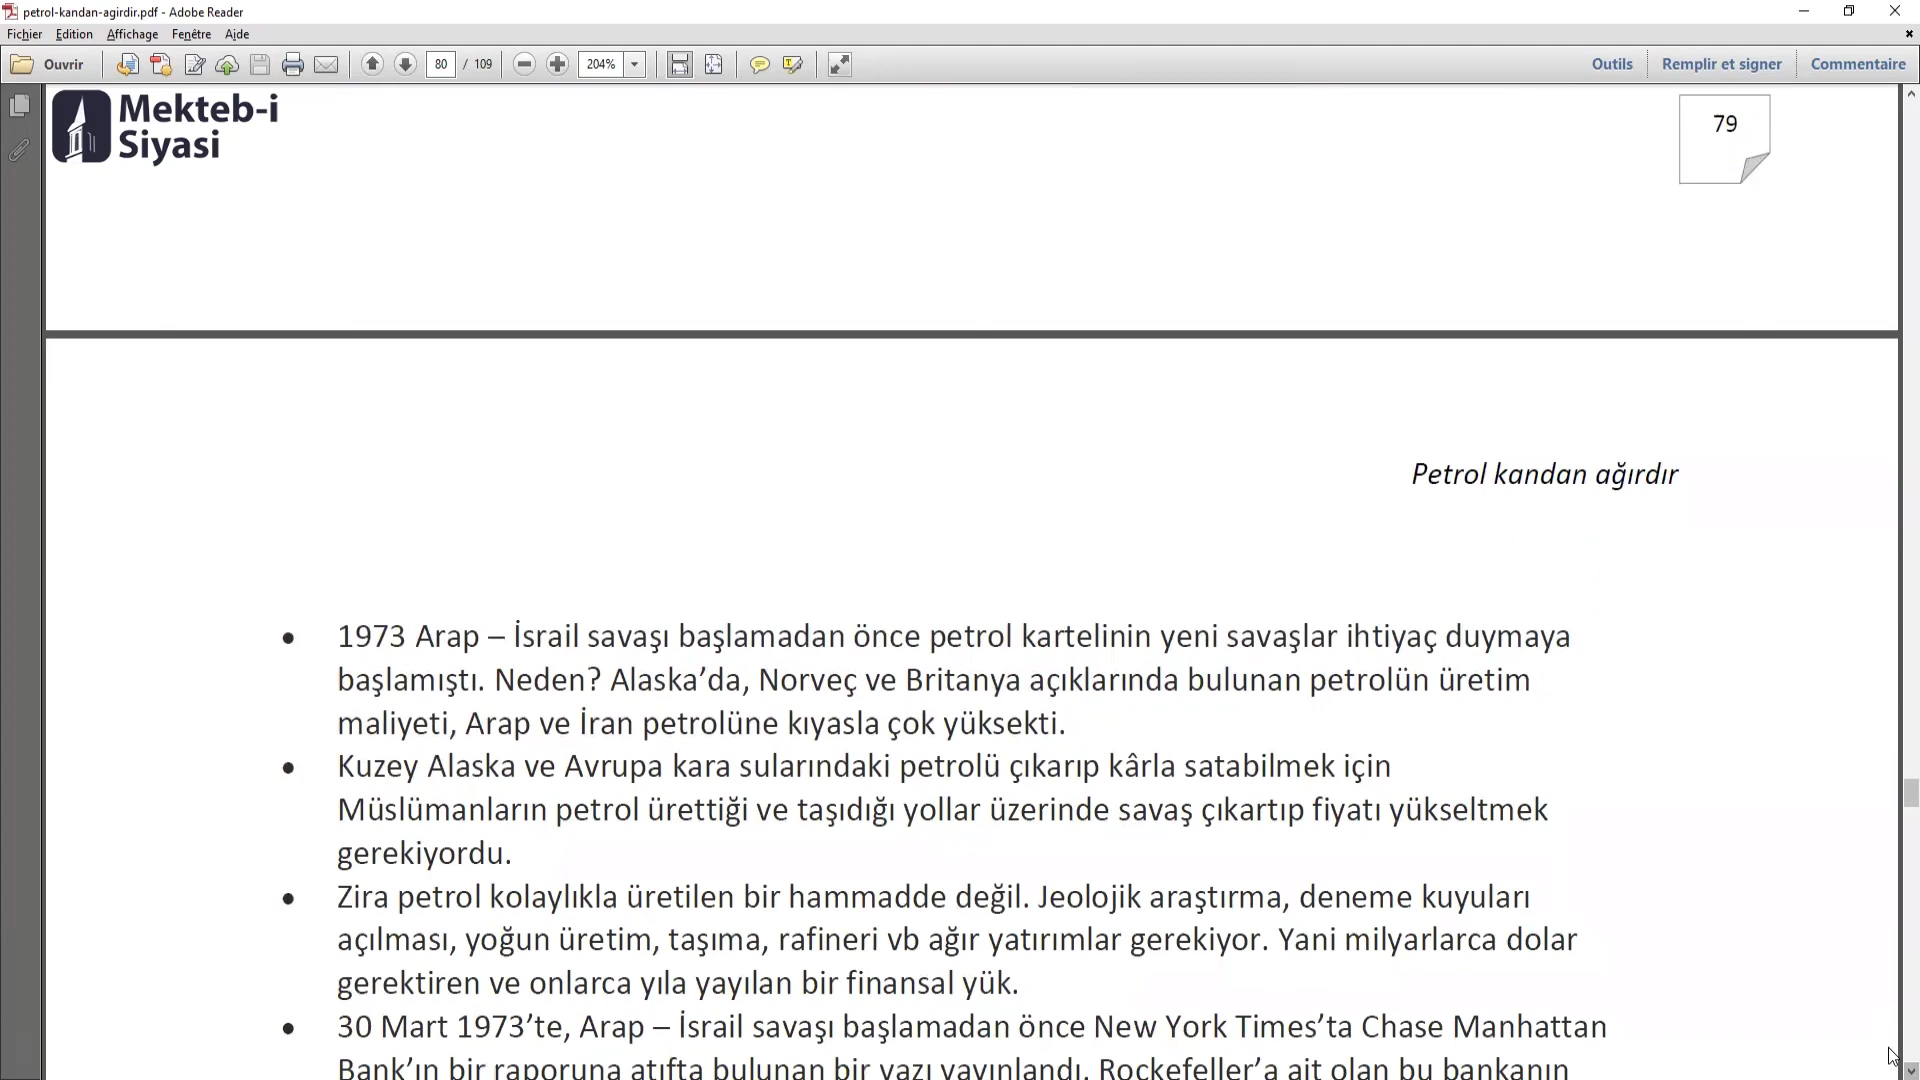 petrol-kandan-agirdir.pdf - Adobe Reader
Fichier Edition Affichage Fenêtre Aide
Ouvrir 80 / 109 204% Outils Remplir et signer Commentaire
Mekteb-i
Siyasi
79
Petrol kandan ağırdır
• 1973 Arap – İsrail savaşı başlamadan önce petrol kartelinin yeni savaşlar ihtiyaç duymaya
başlamıştı. Neden? Alaska’da, Norveç ve Britanya açıklarında bulunan petrolün üretim
maliyeti, Arap ve İran petrolüne kıyasla çok yüksekti.
• Kuzey Alaska ve Avrupa kara sularındaki petrolü çıkarıp kârla satabilmek için
Müslümanların petrol ürettiği ve taşıdığı yollar üzerinde savaş çıkartıp fiyatı yükseltmek
gerekiyordu.
• Zira petrol kolaylıkla üretilen bir hammadde değil. Jeolojik araştırma, deneme kuyuları
açılması, yoğun üretim, taşıma, rafineri vb ağır yatırımlar gerekiyor. Yani milyarlarca dolar
gerektiren ve onlarca yıla yayılan bir finansal yük.
• 30 Mart 1973’te, Arap – İsrail savaşı başlamadan önce New York Times’ta Chase Manhattan
Bank’ın bir raporuna atıfta bulunan bir yazı yayınlandı. Rockefeller’a ait olan bu bankanın